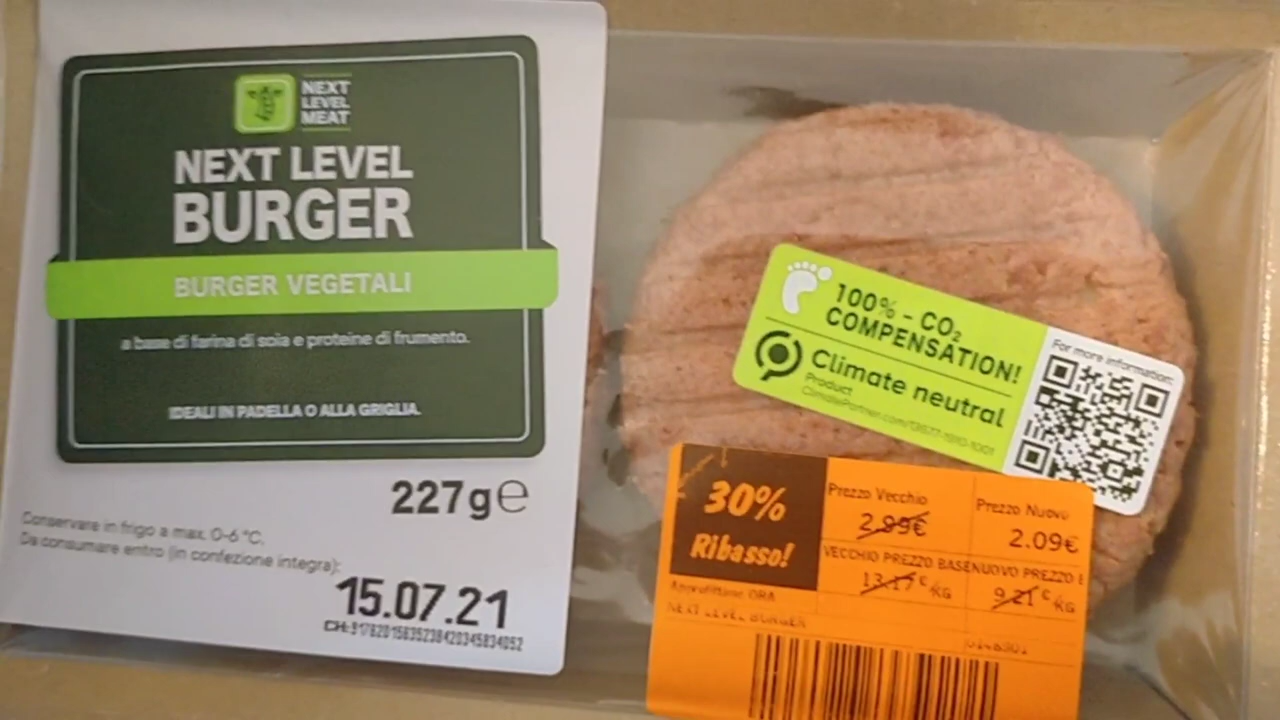 NEXT
LEVEL
MEAT
NEXT LEVEL
BURGER
BURGER VEGETALI
a base di farina di soia e proteine di frumento.
IDEALI IN PADELLA O ALLA GRIGLIA.
227g℮
Conservare in frigo a max. 0-6 °C.
Da consumare entro (in confezione integra):
15.07.21
CH:
100% - CO₂
COMPENSATION!
Climate neutral
Product
For more information:
30%
Ribasso!
Prezzo Vecchio
2.99€
Prezzo Nuovo
2.09€
VECCHIO PREZZO BASE
13.17€ KG
NUOVO PREZZO B
9.21€ KG
Approfittane ORA
NEXT LEVEL BURGER